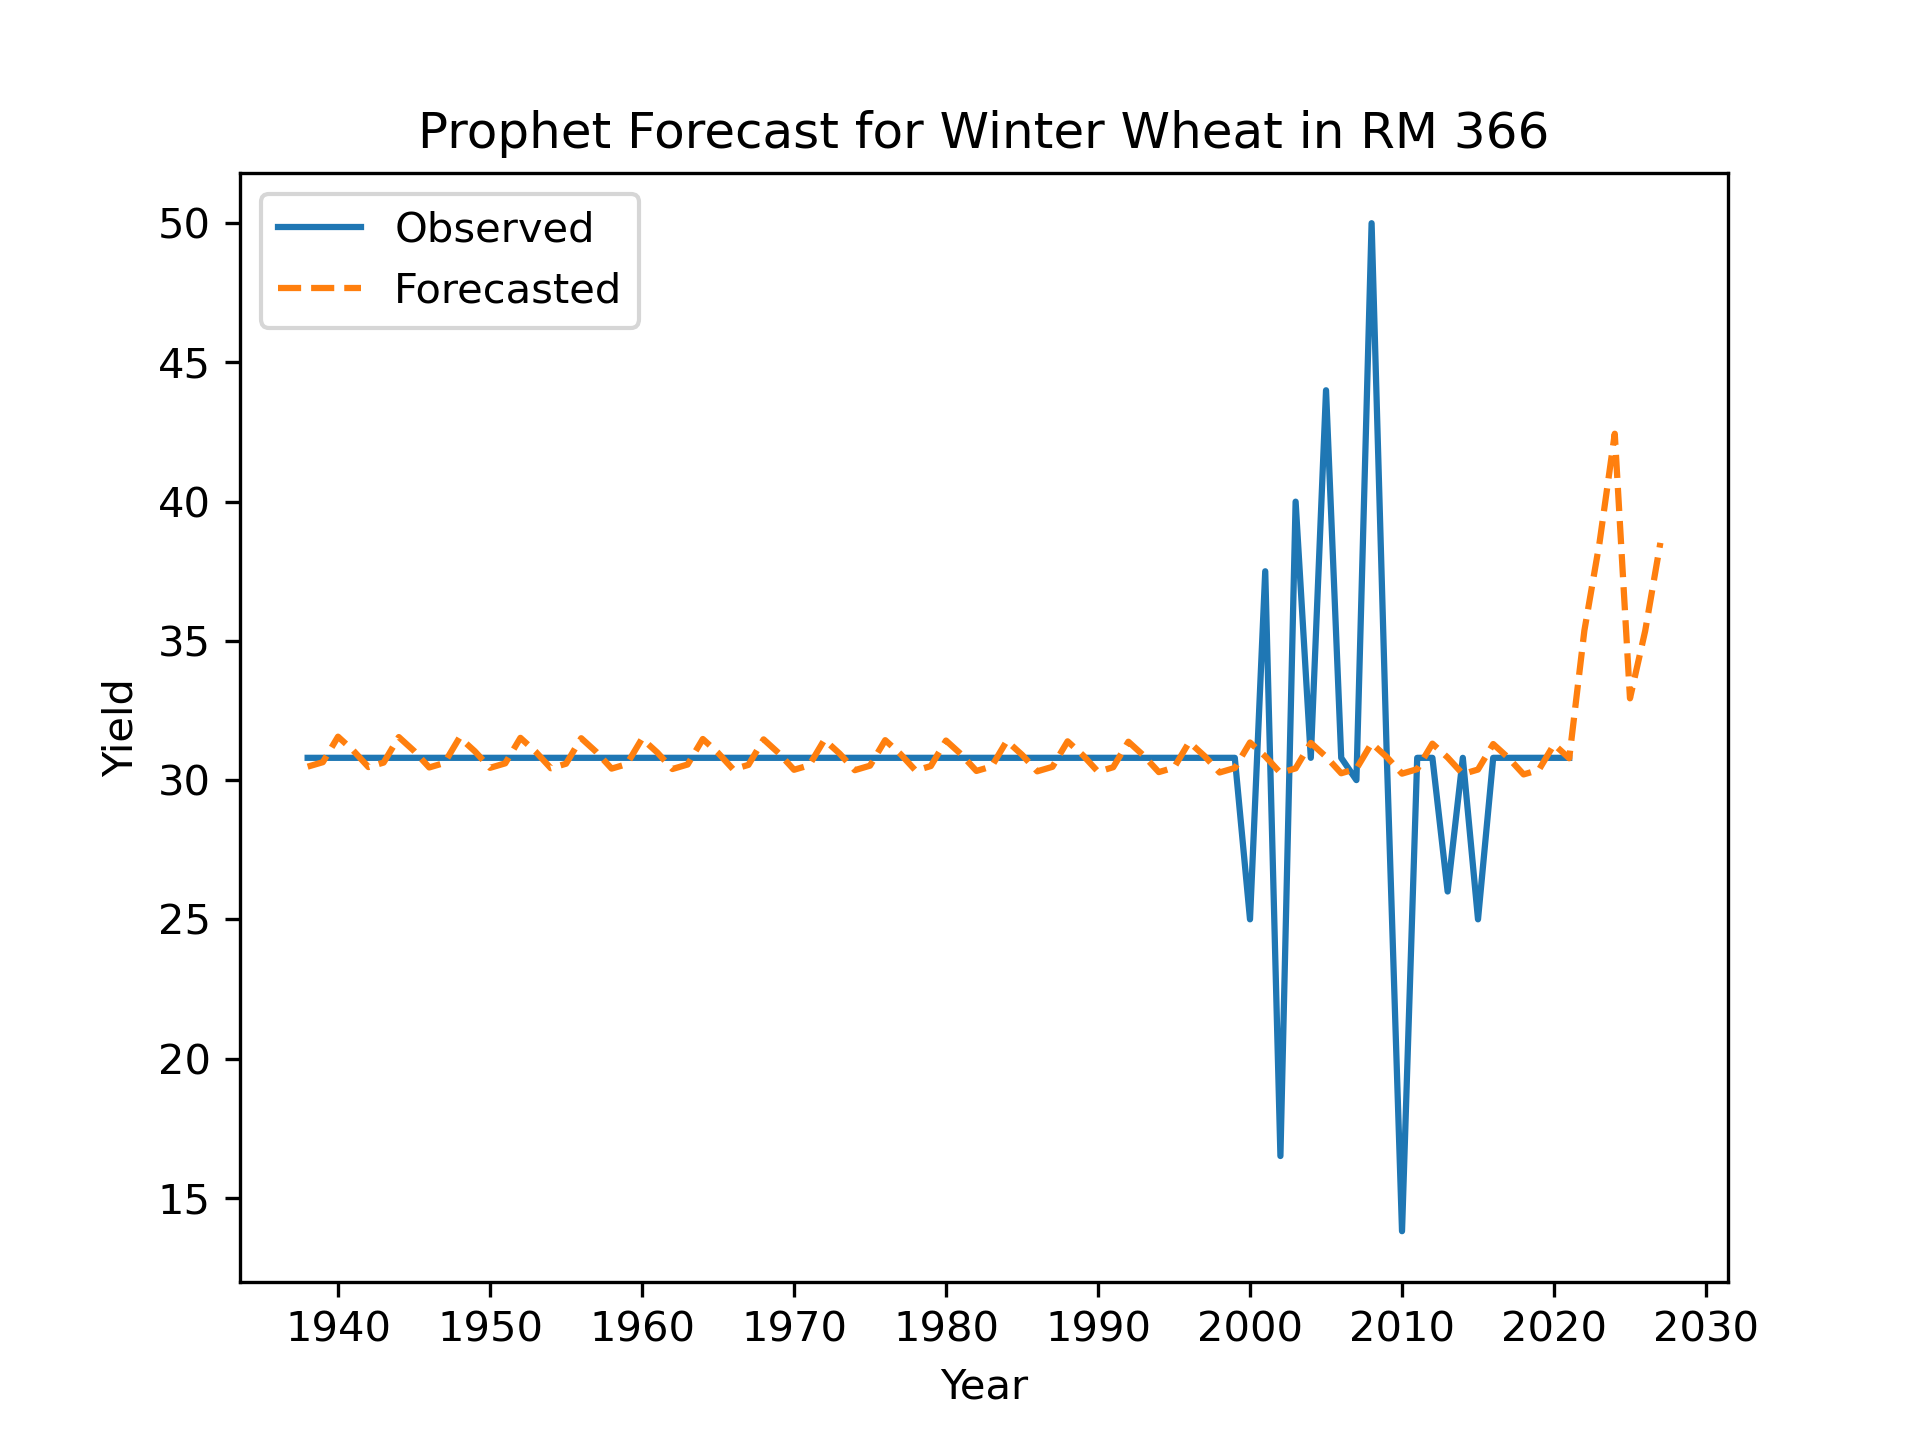 Prophet Forecast for Winter Wheat in RM 366
Observed
Forecasted
50
45
40
35
30
25
20
15
Yield
1940 1950 1960 1970 1980 1990 2000 2010 2020 2030
Year